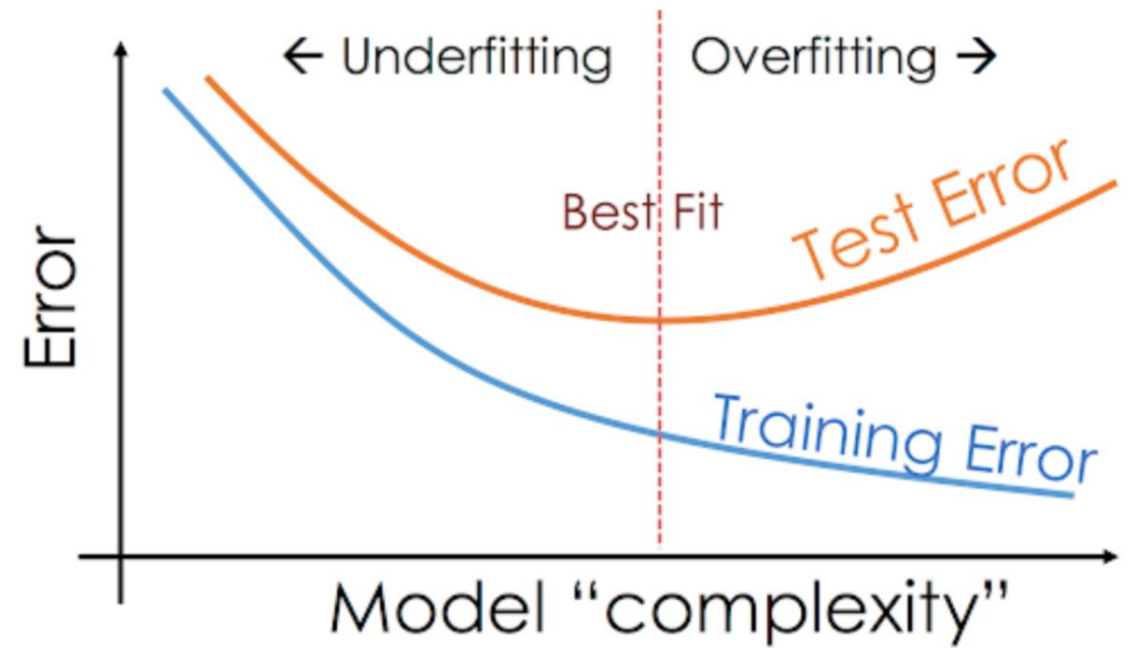 ← Underfitting
Overfitting →
Best Fit
Test Error
Error
Training Error
Model “complexity”